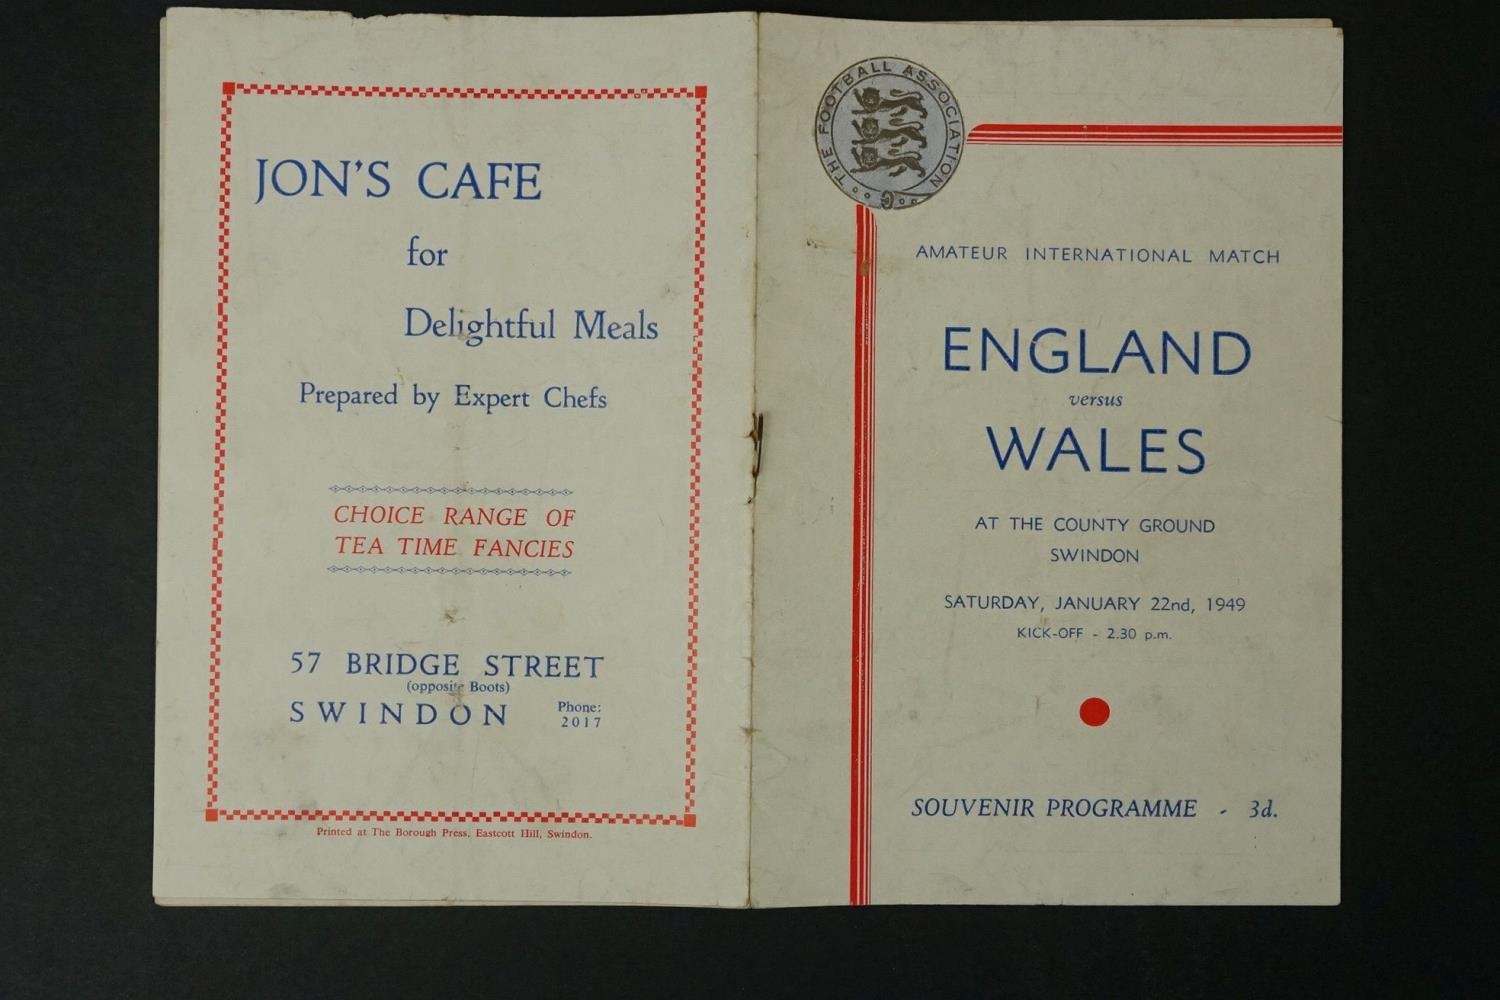 JON'S CAFE
for
Delightful Meals
Prepared by Expert Chefs
CHOICE RANGE OF
TEA TIME FANCIES
57 BRIDGE STREET
(opposite Boots)
SWINDON
Phone:
2017
Printed at The Borough Press, Eastcott Hill, Swindon.
THE FOOTBALL ASSOCIATION
AMATEUR INTERNATIONAL MATCH
ENGLAND
versus
WALES
AT THE COUNTY GROUND
SWINDON
SATURDAY, JANUARY 22nd, 1949
KICK-OFF - 2.30 p.m.
SOUVENIR PROGRAMME - 3d.